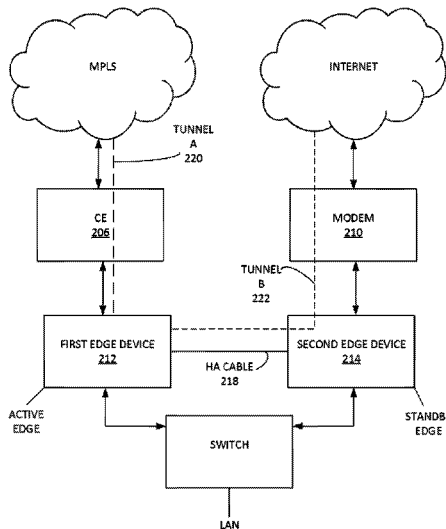 MPLS
INTERNET
TUNNEL
A
220
CE
206
MODEM
210
TUNNEL
B
222
FIRST EDGE DEVICE
212
SECOND EDGE DEVICE
214
HA CABLE
218
ACTIVE
EDGE
STANDB
EDGE
SWITCH
LAN